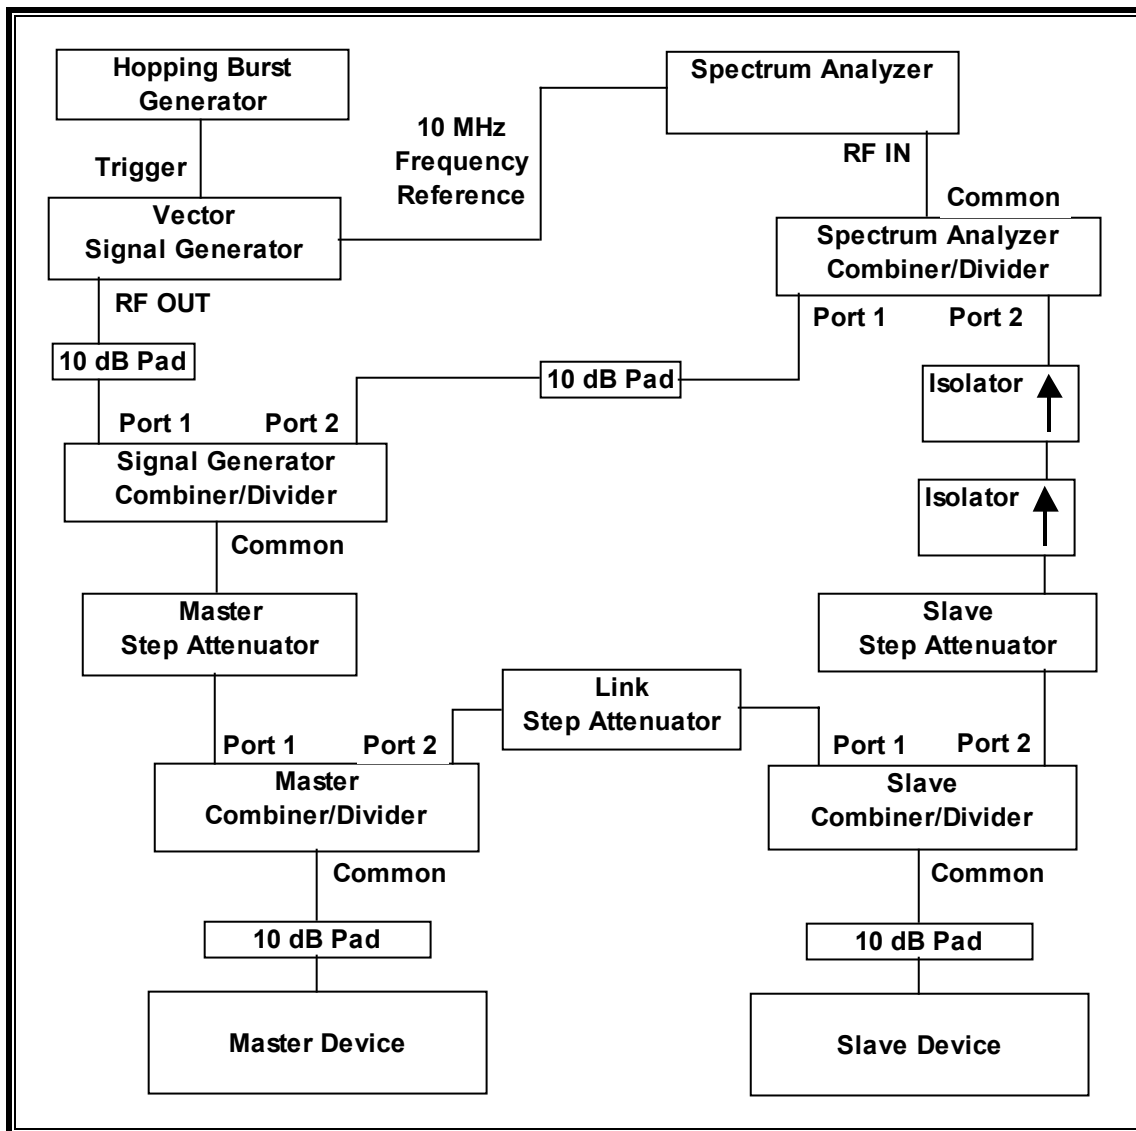 Hopping Burst
Generator
Spectrum Analyzer
10 MHz
Frequency
Reference
RF IN
Trigger
Common
Vector
Signal Generator
Spectrum Analyzer
Combiner/Divider
RF OUT
Port 1
Port 2
10 dB Pad
10 dB Pad
Isolator
Port 1
Port 2
Signal Generator
Combiner/Divider
Isolator
Common
Master
Step Attenuator
Slave
Step Attenuator
Link
Step Attenuator
Port 1
Port 2
Port 1
Port 2
Master
Combiner/Divider
Slave
Combiner/Divider
Common
Common
10 dB Pad
10 dB Pad
Master Device
Slave Device